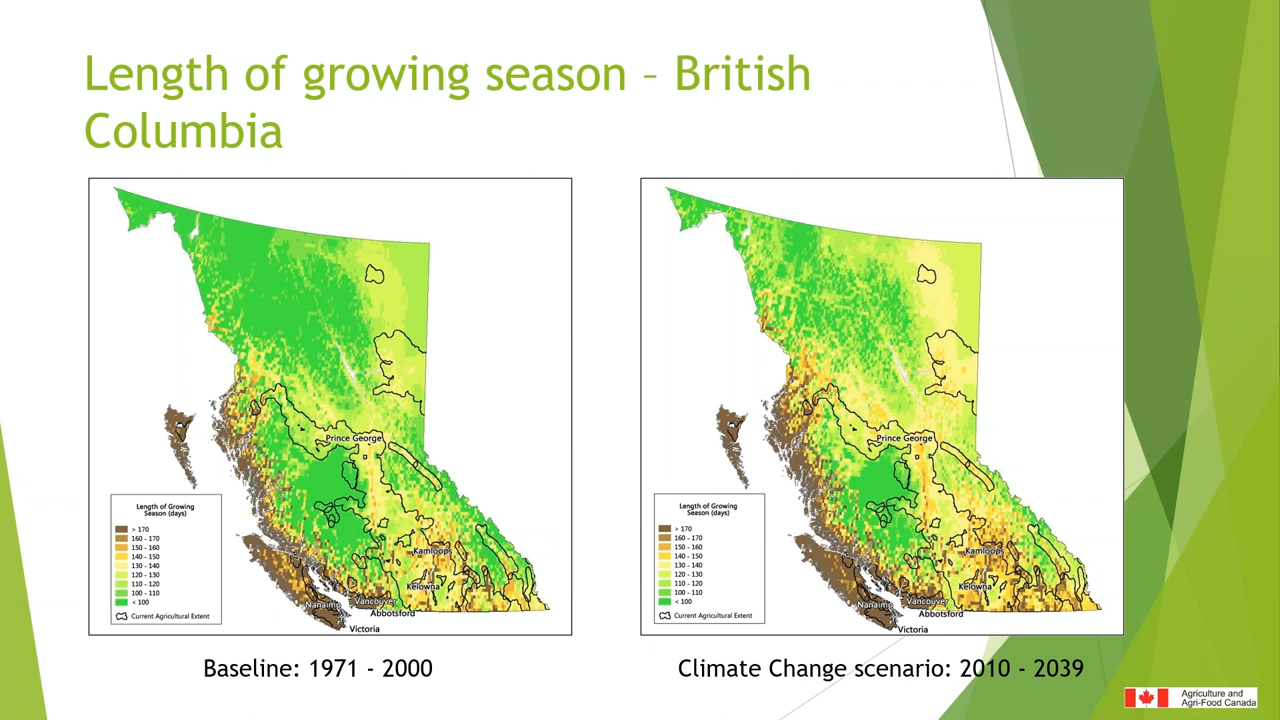 Length of growing season – British
Columbia
Prince George
Kamloops
Kelowna
Vancouver
Nanaimo
Abbotsford
Victoria
Length of Growing
Season (days)
> 170
160 - 170
150 - 160
140 - 150
130 - 140
120 - 130
110 - 120
100 - 110
< 100
Current Agricultural Extent
Baseline: 1971 - 2000
Prince George
Kamloops
Kelowna
Vancouver
Nanaimo
Abbotsford
Victoria
Length of Growing
Season (days)
> 170
160 - 170
150 - 160
140 - 150
130 - 140
120 - 130
110 - 120
100 - 110
< 100
Current Agricultural Extent
Climate Change scenario: 2010 - 2039
Agriculture and
Agri-Food Canada